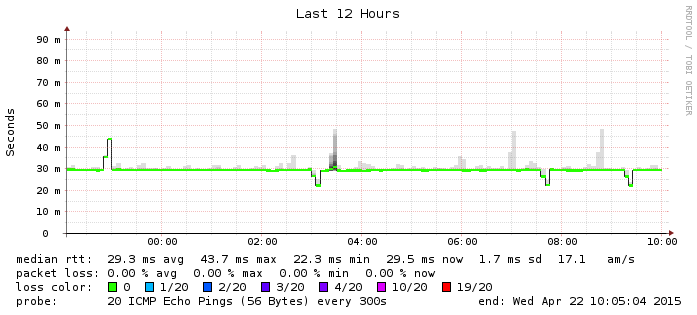 Last 12 Hours
RRDTOOL / TOBI OETIKER
Seconds
90 m
80 m
70 m
60 m
50 m
40 m
30 m
20 m
10 m
0
00:00 02:00 04:00 06:00 08:00 10:00
median rtt: 29.3 ms avg 43.7 ms max 22.3 ms min 29.5 ms now 1.7 ms sd 17.1 am/s
packet loss: 0.00 % avg 0.00 % max 0.00 % min 0.00 % now
loss color: 0 1/20 2/20 3/20 4/20 10/20 19/20
probe: 20 ICMP Echo Pings (56 Bytes) every 300s end: Wed Apr 22 10:05:04 2015